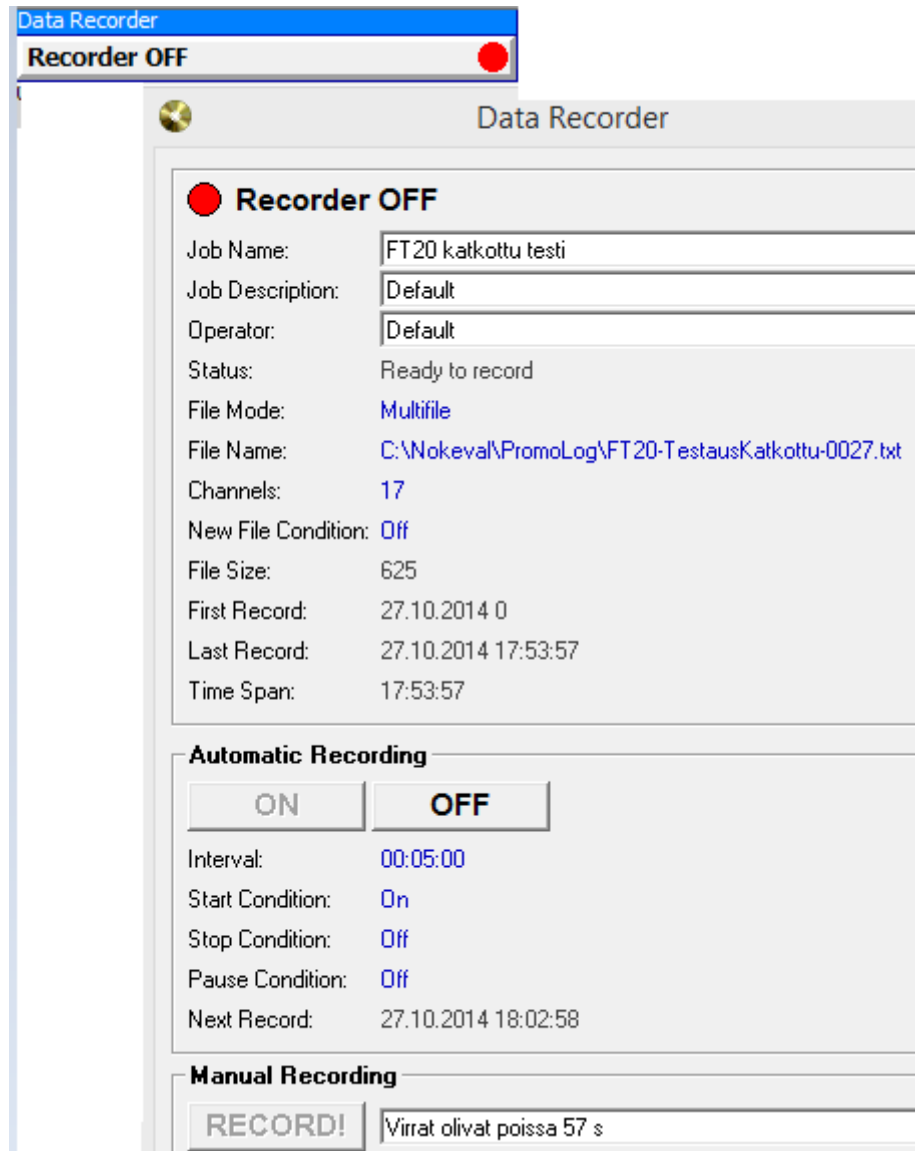 Data Recorder
Recorder OFF
Data Recorder
Recorder OFF
Job Name: FT20 katkottu testi
Job Description: Default
Operator: Default
Status: Ready to record
File Mode: Multifile
File Name: C:\Nokeval\PromoLog\FT20-TestausKatkottu-0027.txt
Channels: 17
New File Condition: Off
File Size: 625
First Record: 27.10.2014 0
Last Record: 27.10.2014 17:53:57
Time Span: 17:53:57
Automatic Recording
ON OFF
Interval: 00:05:00
Start Condition: On
Stop Condition: Off
Pause Condition: Off
Next Record: 27.10.2014 18:02:58
Manual Recording
RECORD! Virrat olivat poissa 57 s